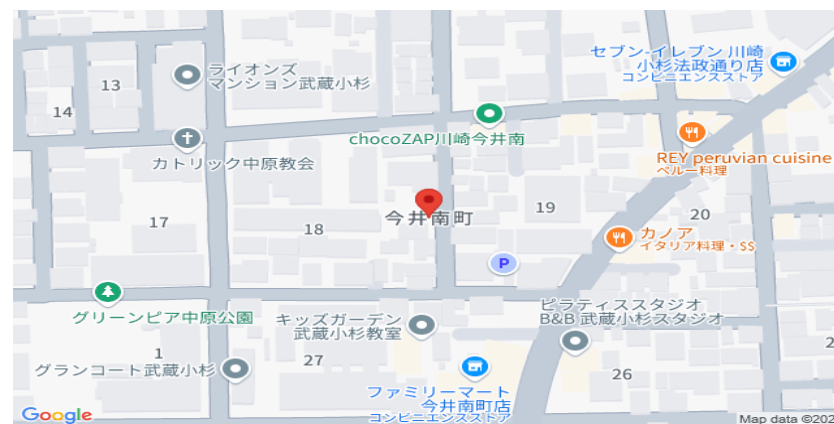 セブン-イレブン 川崎
小杉法政通り店
コンビニエンスストア
ライオンズ
マンション武蔵小杉
13
14
chocoZAP川崎今井南
REY peruvian cuisine
ペルー料理
カトリック中原教会
17
18
今井南町
19
20
カノア
イタリア料理・$$
P
グリーンピア中原公園
キッズガーデン
武蔵小杉教室
ピラティススタジオ
B&B 武蔵小杉スタジオ
1
グランコート武蔵小杉
27
ファミリーマート
今井南町店
コンビニエンスストア
26
2
Google
Map data ©202